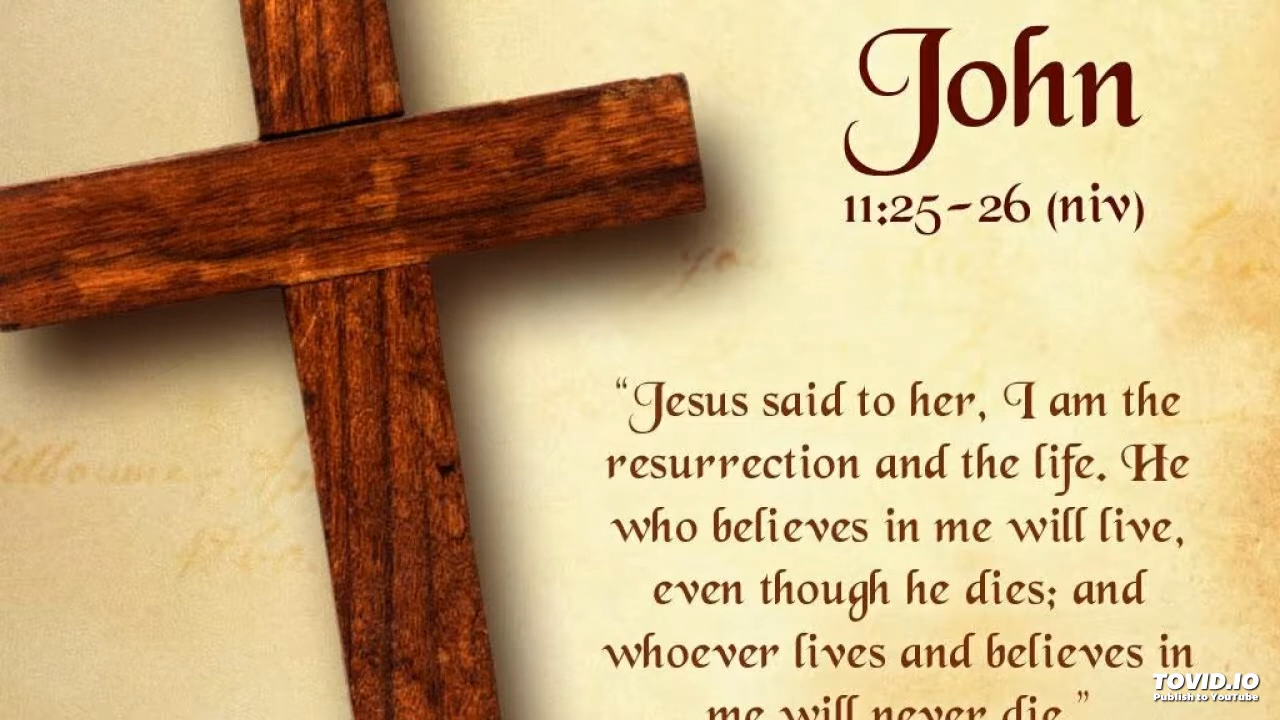 John
11:25-26 (niv)
“Jesus said to her, I am the
resurrection and the life. He
who believes in me will live,
even though he dies; and
whoever lives and believes in
me will never die.”
TOVID.IO
Publish to YouTube